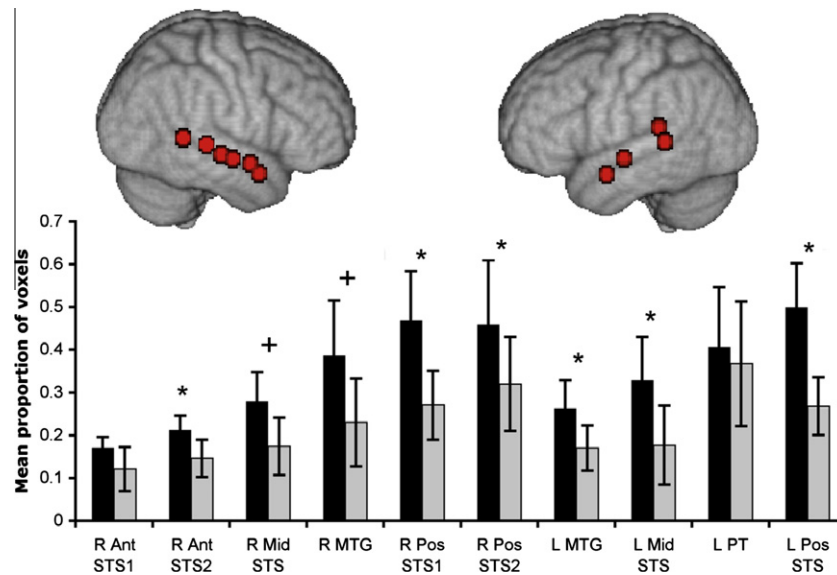 0.7
0.6
0.5
0.4
0.3
0.2
0.1
0
Mean proportion of voxels
*
+
+
*
*
*
*
*
R Ant STS1
R Ant STS2
R Mid STS
R MTG
R Pos STS1
R Pos STS2
L MTG
L Mid STS
L PT
L Pos STS